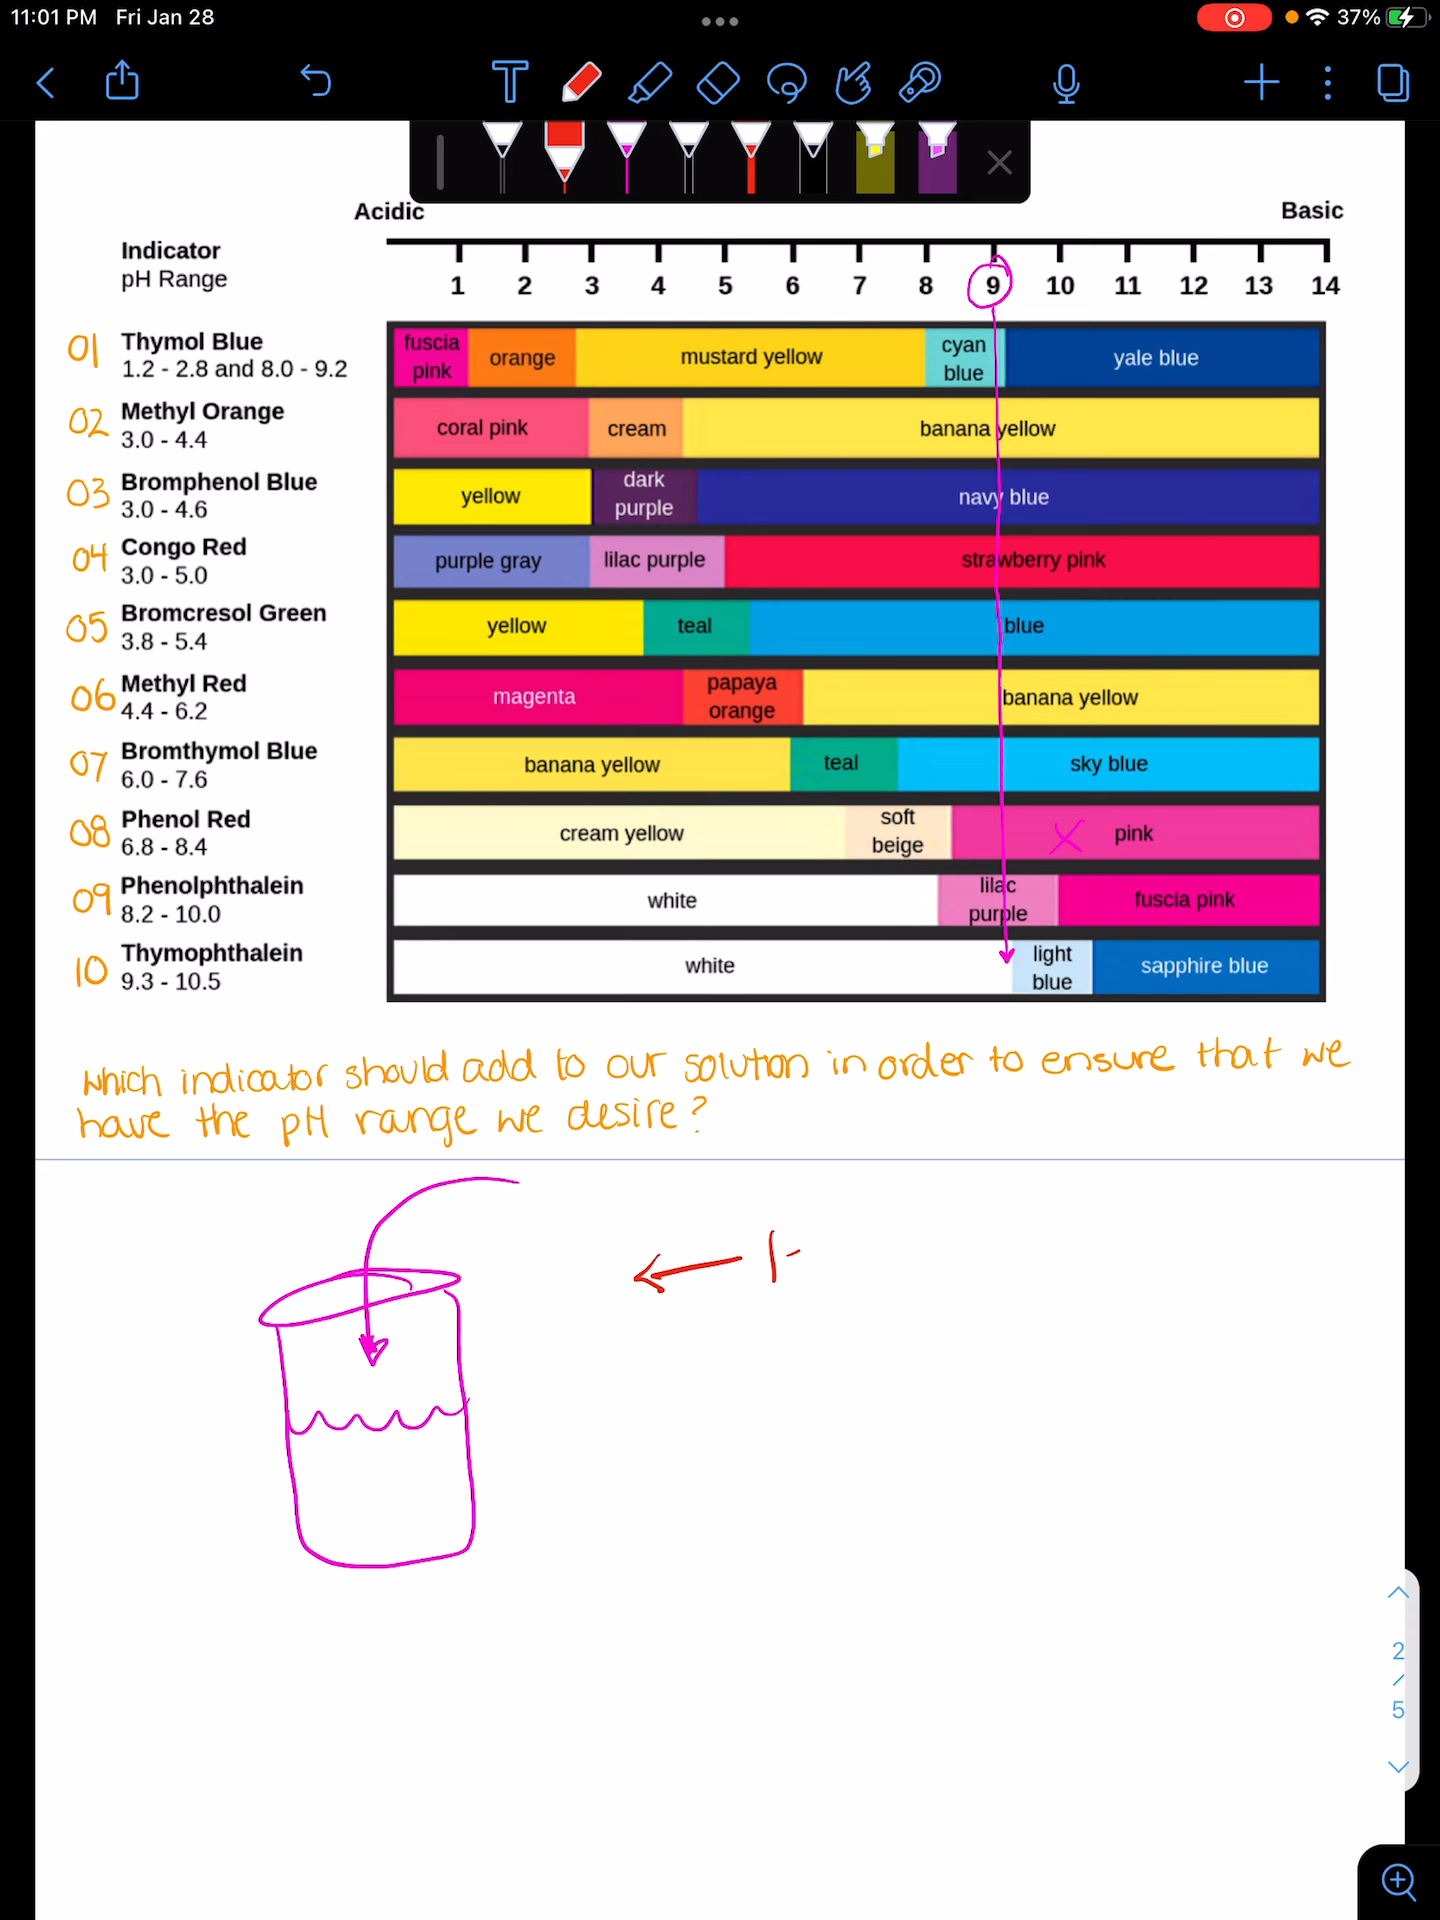 11:01 PM Fri Jan 28
37%
Acidic
Basic
Indicator
pH Range
1 2 3 4 5 6 7 8 9 10 11 12 13 14
01 Thymol Blue
1.2 - 2.8 and 8.0 - 9.2
fuscia pink
orange
mustard yellow
cyan blue
yale blue
02 Methyl Orange
3.0 - 4.4
coral pink
cream
banana yellow
03 Bromphenol Blue
3.0 - 4.6
yellow
dark purple
navy blue
04 Congo Red
3.0 - 5.0
purple gray
lilac purple
strawberry pink
05 Bromcresol Green
3.8 - 5.4
yellow
teal
blue
06 Methyl Red
4.4 - 6.2
magenta
papaya orange
banana yellow
07 Bromthymol Blue
6.0 - 7.6
banana yellow
teal
sky blue
08 Phenol Red
6.8 - 8.4
cream yellow
soft beige
pink
09 Phenolphthalein
8.2 - 10.0
white
lilac purple
fuscia pink
10 Thymophthalein
9.3 - 10.5
white
light blue
sapphire blue
Which indicator should add to our solution in order to ensure that we
have the pH range we desire?
2
/
5